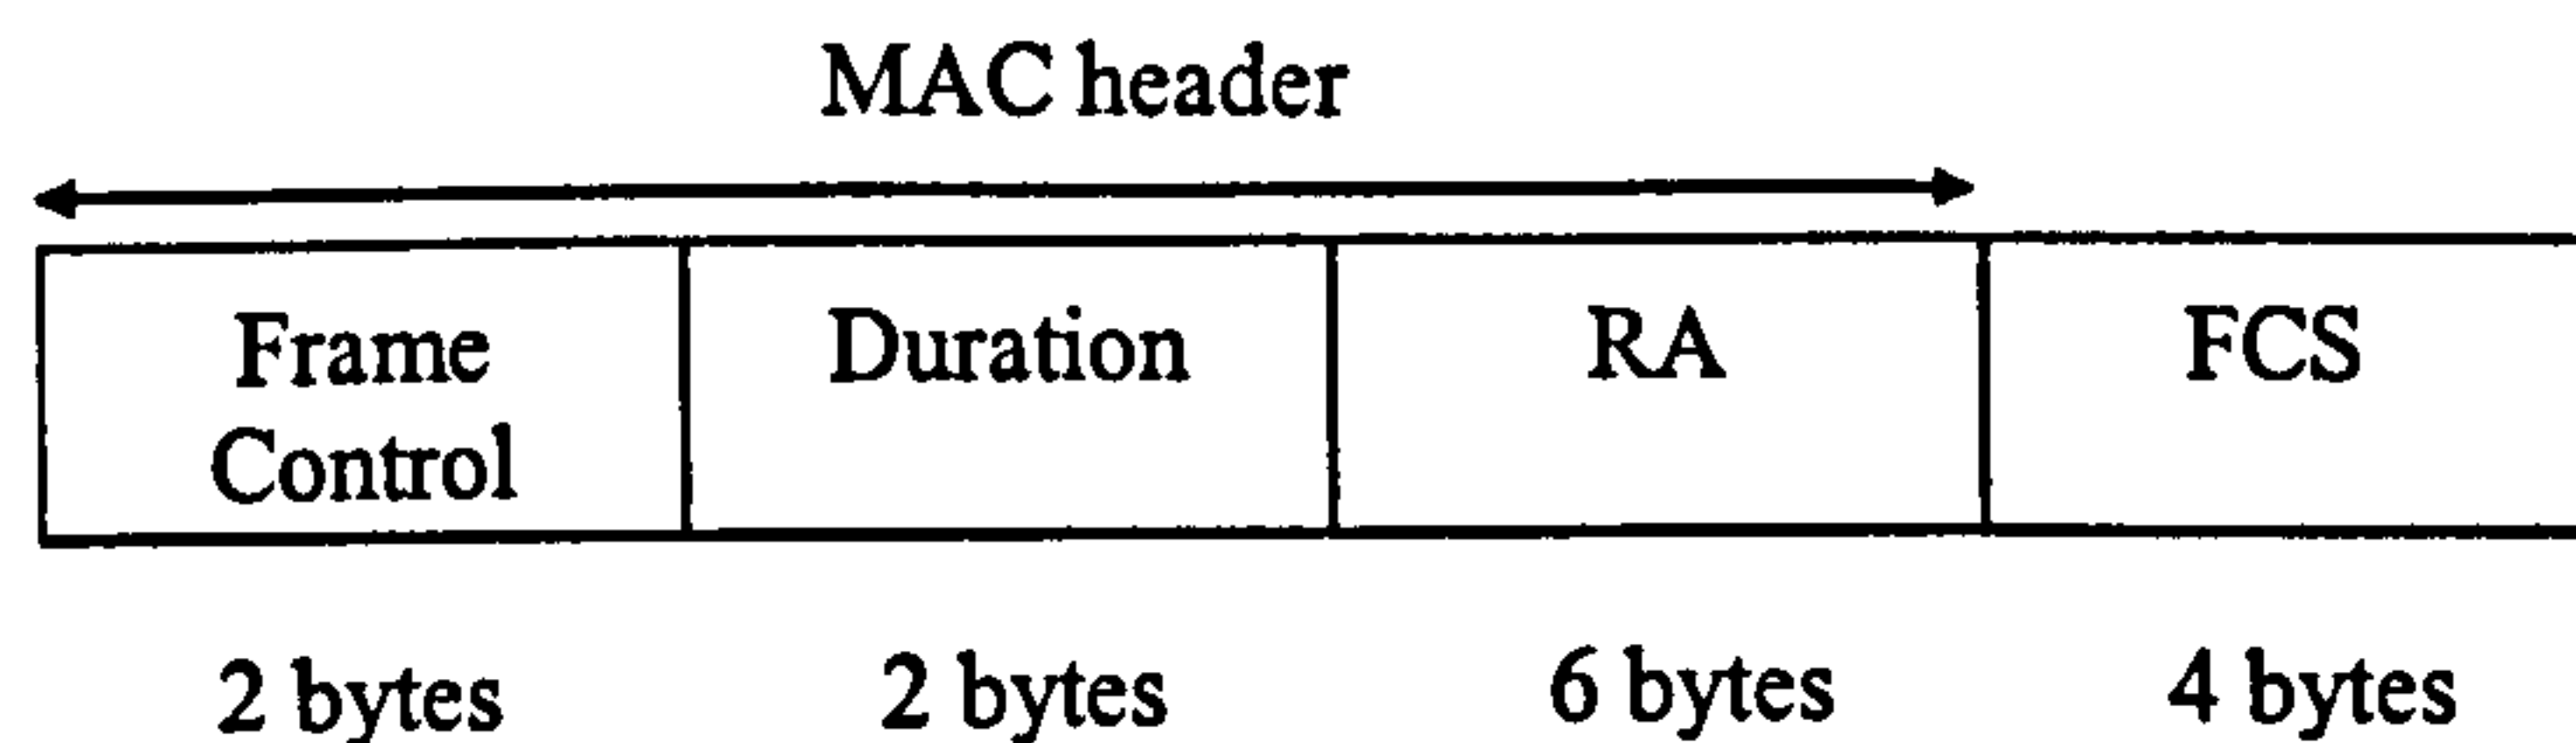 MAC header
Frame Duration RA FCS
Control
2 bytes 2 bytes 6 bytes 4 bytes